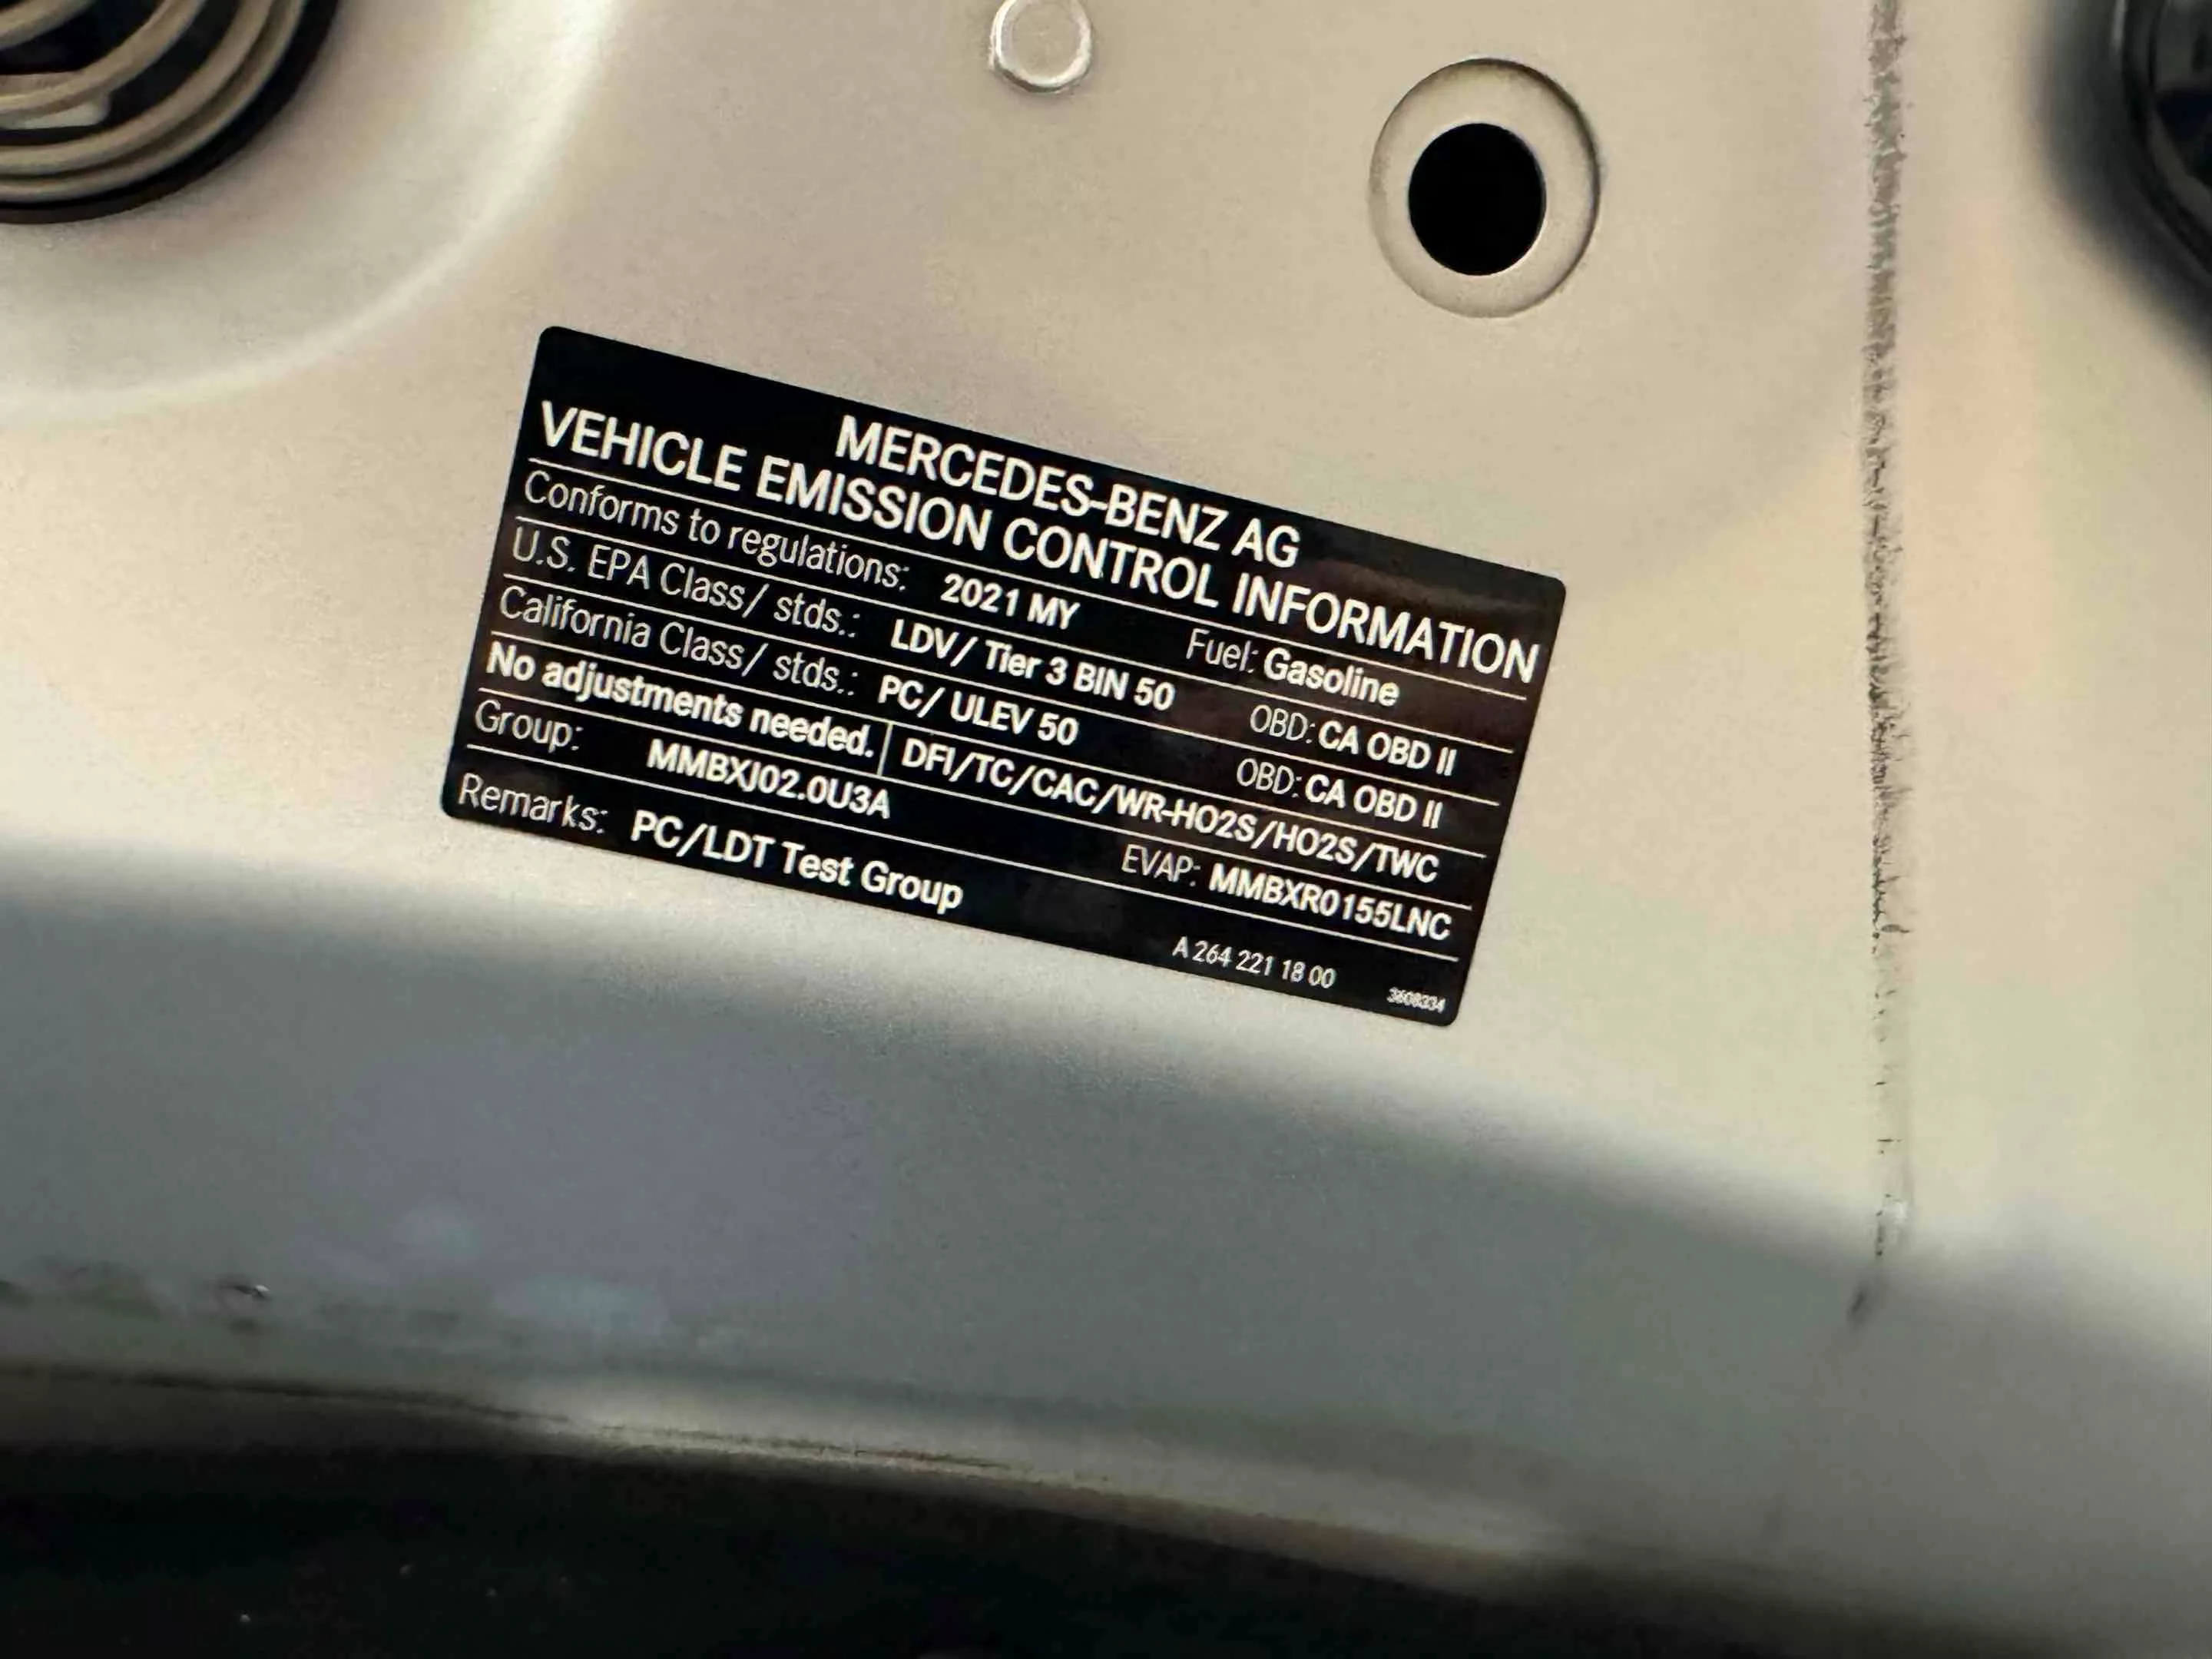 MERCEDES-BENZ AG
VEHICLE EMISSION CONTROL INFORMATION
Conforms to regulations: 2021 MY Fuel: Gasoline
U.S. EPA Class/ stds.: LDV/ Tier 3 BIN 50 OBD: CA OBD II
California Class/ stds.: PC/ ULEV 50 OBD: CA OBD II
No adjustments needed. DFI/TC/CAC/WR-HO2S/HO2S/TWC
Group: MMBXJ02.0U3A EVAP: MMBXR0155LNC
Remarks: PC/LDT Test Group
A 264 221 18 00